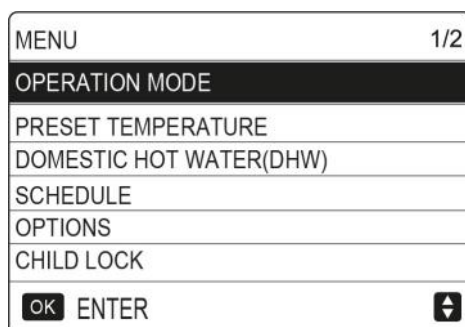 MENU 1/2
OPERATION MODE
PRESET TEMPERATURE
DOMESTIC HOT WATER(DHW)
SCHEDULE
OPTIONS
CHILD LOCK
OK ENTER